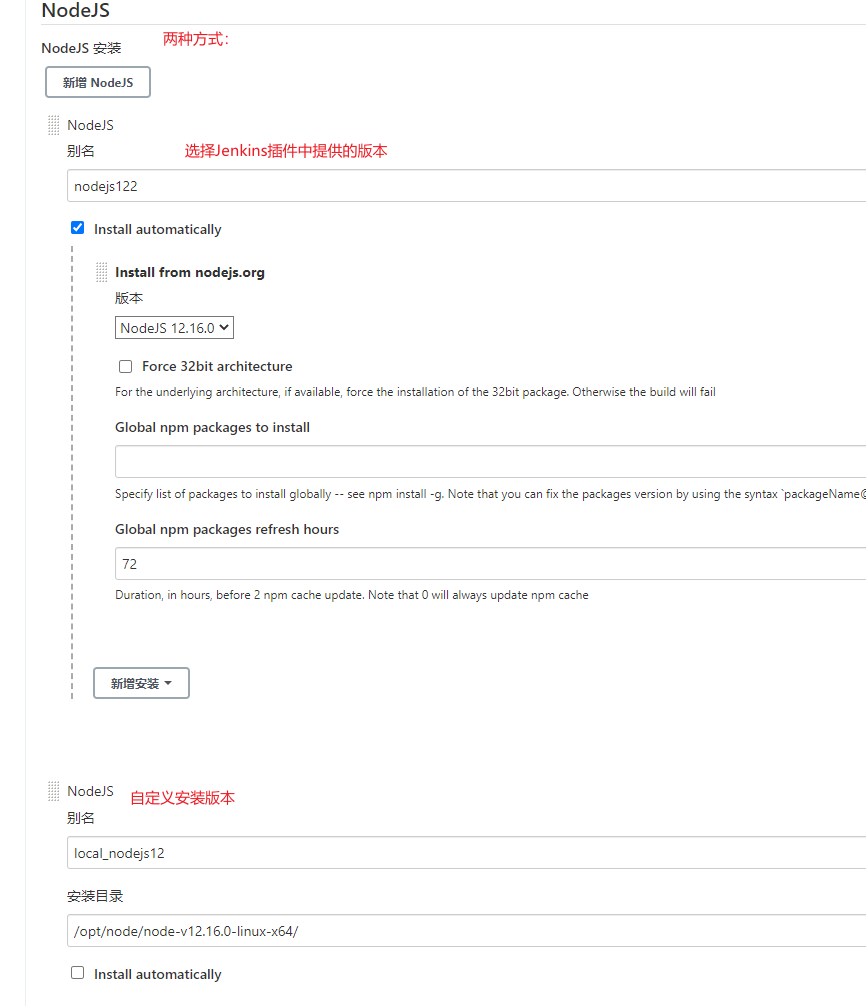 NodeJS
NodeJS 安装
两种方式：
新增 NodeJS
NodeJS
别名
选择Jenkins插件中提供的版本
nodejs122
Install automatically
Install from nodejs.org
版本
NodeJS 12.16.0
Force 32bit architecture
For the underlying architecture, if available, force the installation of the 32bit package. Otherwise the build will fail
Global npm packages to install
Specify list of packages to install globally -- see npm install -g. Note that you can fix the packages version by using the syntax `packageName@
Global npm packages refresh hours
72
Duration, in hours, before 2 npm cache update. Note that 0 will always update npm cache
新增安装
NodeJS
自定义安装版本
别名
local_nodejs12
安装目录
/opt/node/node-v12.16.0-linux-x64/
Install automatically